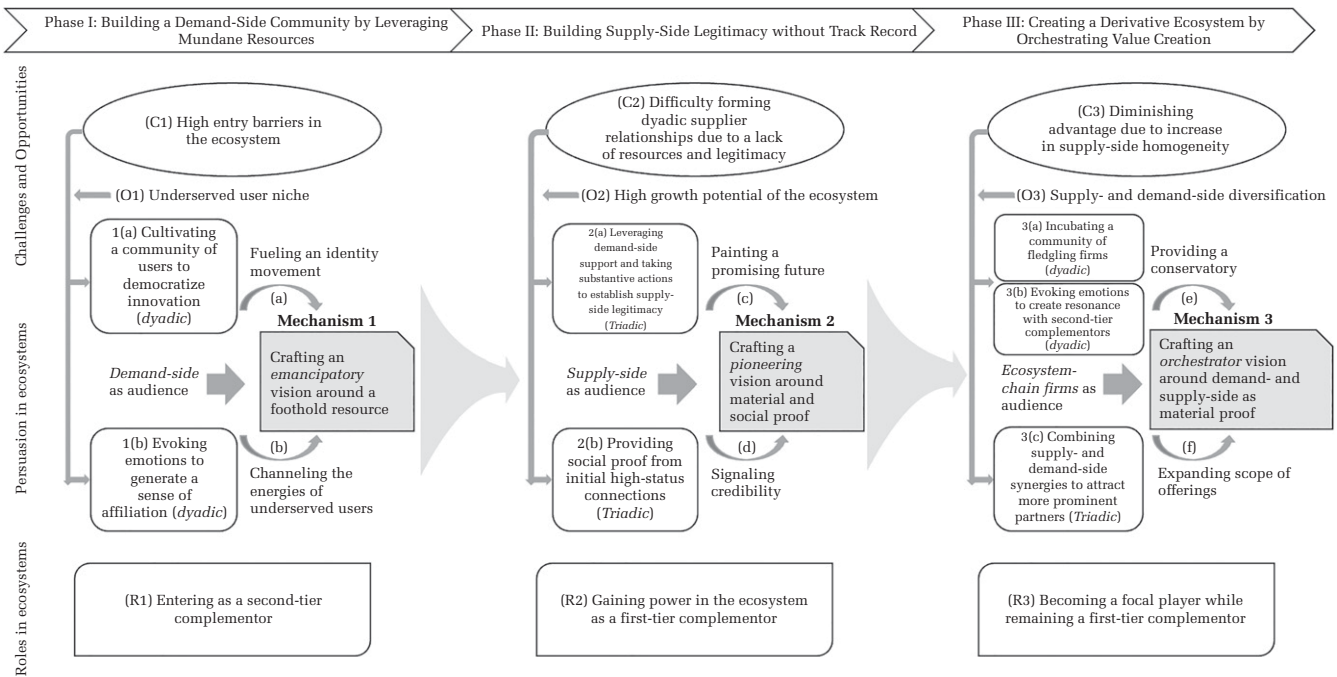 Phase I: Building a Demand-Side Community by Leveraging
Mundane Resources
Phase II: Building Supply-Side Legitimacy without Track Record
Phase III: Creating a Derivative Ecosystem by
Orchestrating Value Creation
Challenges and Opportunities
(C1) High entry barriers in
the ecosystem
(O1) Underserved user niche
(C2) Difficulty forming
dyadic supplier
relationships due to a lack
of resources and legitimacy
(O2) High growth potential of the ecosystem
(C3) Diminishing
advantage due to increase
in supply-side homogeneity
(O3) Supply- and demand-side diversification
Persuasion in ecosystems
1(a) Cultivating
a community of
users to
democratize
innovation
(dyadic)
Fueling an identity
movement
(a)
Mechanism 1
Crafting an
emancipatory
vision around a
foothold resource
Demand-side
as audience
1(b) Evoking
emotions to
generate a
sense of
affiliation (dyadic)
(b)
Channeling the
energies of
underserved users
2(a) Leveraging
demand-side
support and taking
substantive actions
to establish supply-
side legitimacy
(Triadic)
Painting a
promising future
(c)
Mechanism 2
Crafting a
pioneering
vision around
material and
social proof
Supply-side
as audience
2(b) Providing
social proof from
initial high-status
connections
(Triadic)
(d)
Signaling
credibility
3(a) Incubating a
community of
fledgling firms
(dyadic)
3(b) Evoking emotions
to create resonance
with second-tier
complementors
(dyadic)
Providing a
conservatory
(e)
Mechanism 3
Crafting an
orchestrator vision
around demand- and
supply-side as
material proof
Ecosystem-
chain firms as
audience
3(c) Combining
supply- and
demand-side
synergies to attract
more prominent
partners (Triadic)
(f)
Expanding scope of
offerings
Roles in ecosystems
(R1) Entering as a second-tier
complementor
(R2) Gaining power in the ecosystem
as a first-tier complementor
(R3) Becoming a focal player while
remaining a first-tier complementor